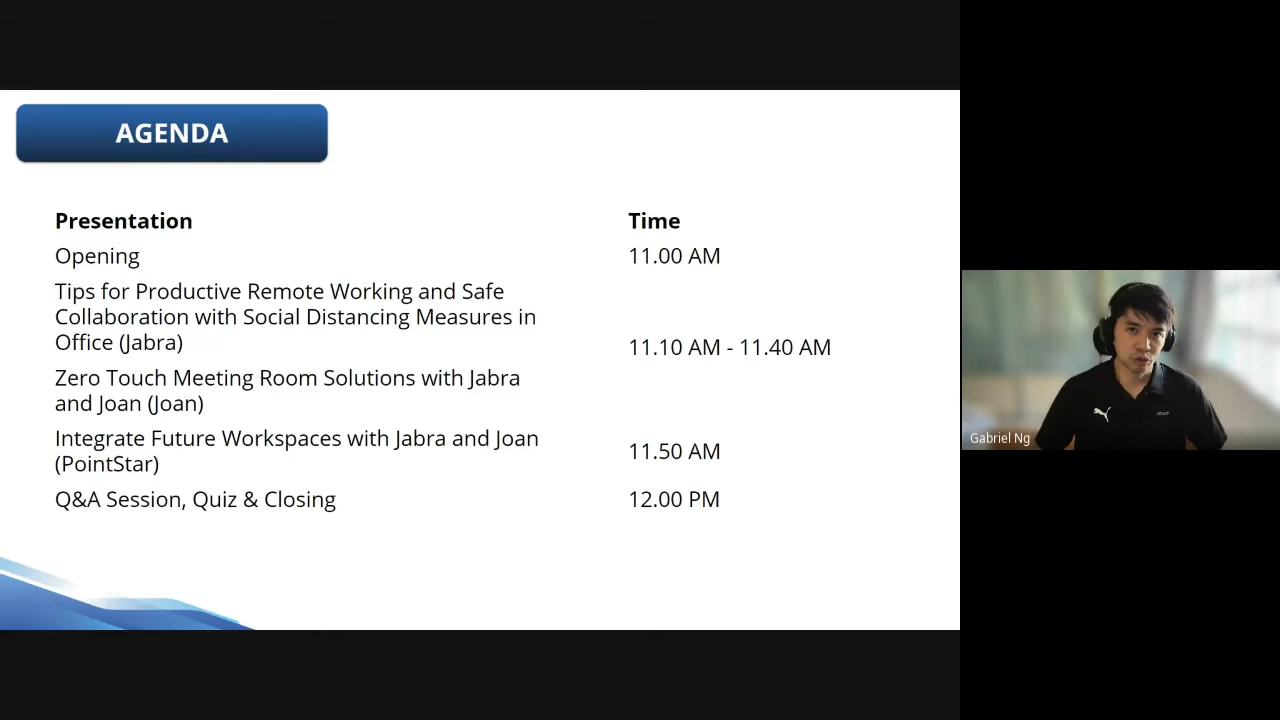 AGENDA
Presentation
Time
Opening
11.00 AM
Tips for Productive Remote Working and Safe
Collaboration with Social Distancing Measures in
Office (Jabra)
11.10 AM - 11.40 AM
Zero Touch Meeting Room Solutions with Jabra
and Joan (Joan)
Integrate Future Workspaces with Jabra and Joan
(PointStar)
11.50 AM
Q&A Session, Quiz & Closing
12.00 PM
Gabriel Ng